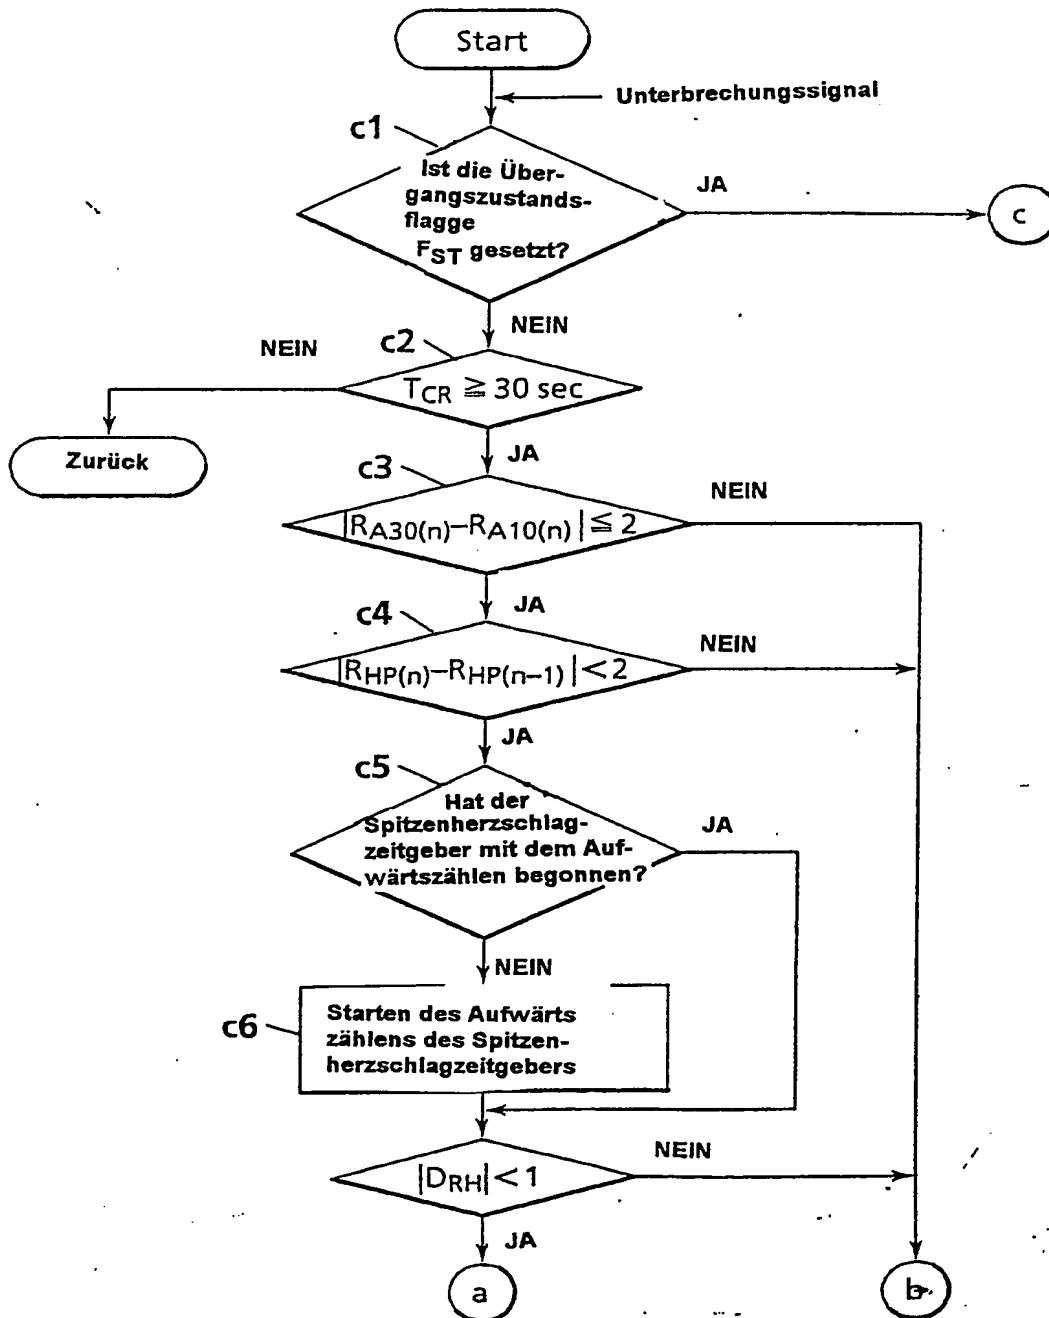 Start
Unterbrechungssignal
c1
Ist die Über-
gangszustands-
flagge
FST gesetzt?
JA
c
NEIN
c2
NEIN
TCR ≧ 30 sec
Zurück
JA
c3
NEIN
|RA30(n)–RA10(n)| ≦ 2
JA
c4
NEIN
|RHP(n)–RHP(n–1)| < 2
JA
c5
Hat der
Spitzenherzschlag-
zeitgeber mit dem Auf-
wärtszählen begonnen?
JA
NEIN
c6
Starten des Aufwärts
zählens des Spitzen-
herzschlagzeitgebers
NEIN
|DRH| < 1
JA
a
b